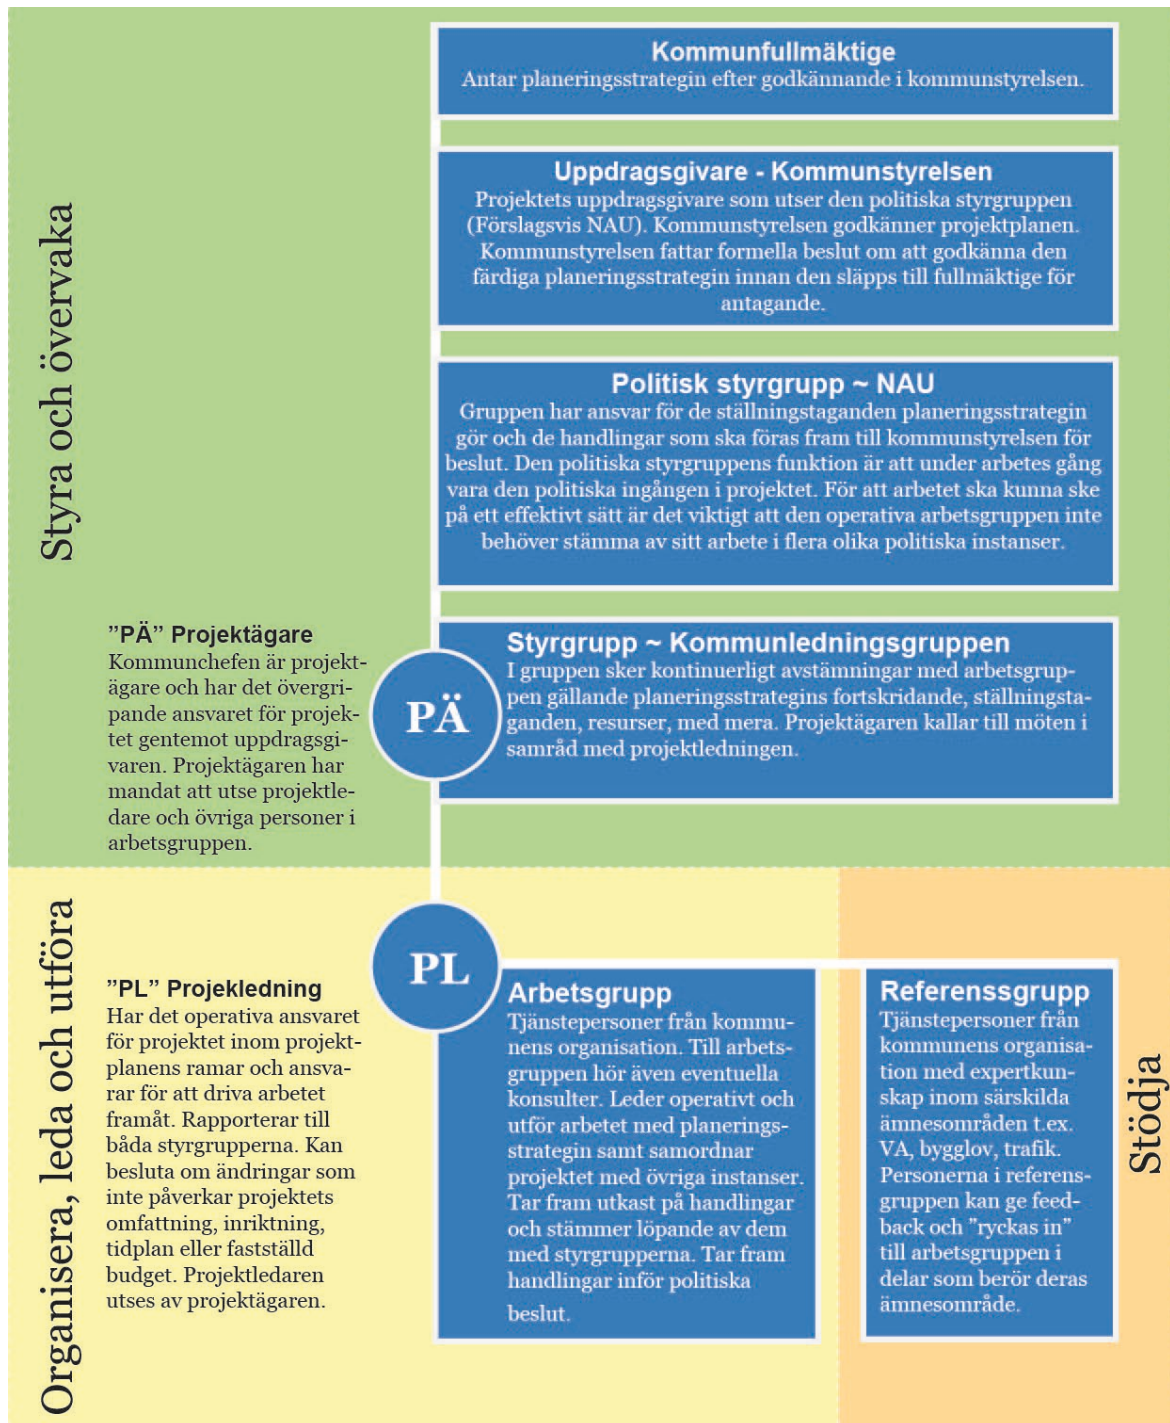 Styra och övervaka
Kommunfullmäktige
Antar planeringsstrategin efter godkännande i kommunstyrelsen.
Uppdragsgivare - Kommunstyrelsen
Projektets uppdragsgivare som utser den politiska styrgruppen
(Förslagsvis NAU). Kommunstyrelsen godkänner projektplanen.
Kommunstyrelsen fattar formella beslut om att godkänna den
färdiga planeringsstrategin innan den släpps till fullmäktige för
antagande.
Politisk styrgrupp ~ NAU
Gruppen har ansvar för de ställningstaganden planeringsstrategin
gör och de handlingar som ska föras fram till kommunstyrelsen för
beslut. Den politiska styrgruppens funktion är att under arbetes gång
vara den politiska ingången i projektet. För att arbetet ska kunna ske
på ett effektivt sätt är det viktigt att den operativa arbetsgruppen inte
behöver stämma av sitt arbete i flera olika politiska instanser.
”PÄ” Projektägare
Kommunchefen är projekt-
ägare och har det övergri-
pande ansvaret för projek-
tet gentemot uppdragsgi-
varen. Projektägaren har
mandat att utse projektle-
dare och övriga personer i
arbetsgruppen.
PÄ
Styrgrupp ~ Kommunledningsgruppen
I gruppen sker kontinuerligt avstämningar med arbetsgrup-
pen gällande planeringsstrategins fortskridande, ställningsta-
ganden, resurser, med mera. Projektägaren kallar till möten i
samråd med projektledningen.
Organisera, leda och utföra
”PL” Projekledning
Har det operativa ansvaret
för projektet inom projekt-
planens ramar och ansva-
rar för att driva arbetet
framåt. Rapporterar till
båda styrgrupperna. Kan
besluta om ändringar som
inte påverkar projektets
omfattning, inriktning,
tidplan eller fastställd
budget. Projektledaren
utses av projektägaren.
PL
Arbetsgrupp
Tjänstepersoner från kommu-
nens organisation. Till arbets-
gruppen hör även eventuella
konsulter. Leder operativt och
utför arbetet med planerings-
strategin samt samordnar
projektet med övriga instanser.
Tar fram utkast på handlingar
och stämmer löpande av dem
med styrgrupperna. Tar fram
handlingar inför politiska
beslut.
Referenssgrupp
Tjänstepersoner från
kommunens organisa-
tion med expertkun-
skap inom särskilda
ämnesområden t.ex.
VA, bygglov, trafik.
Personerna i referens-
gruppen kan ge feed-
back och ”ryckas in”
till arbetsgruppen i
delar som berör deras
ämnesområde.
Stödja